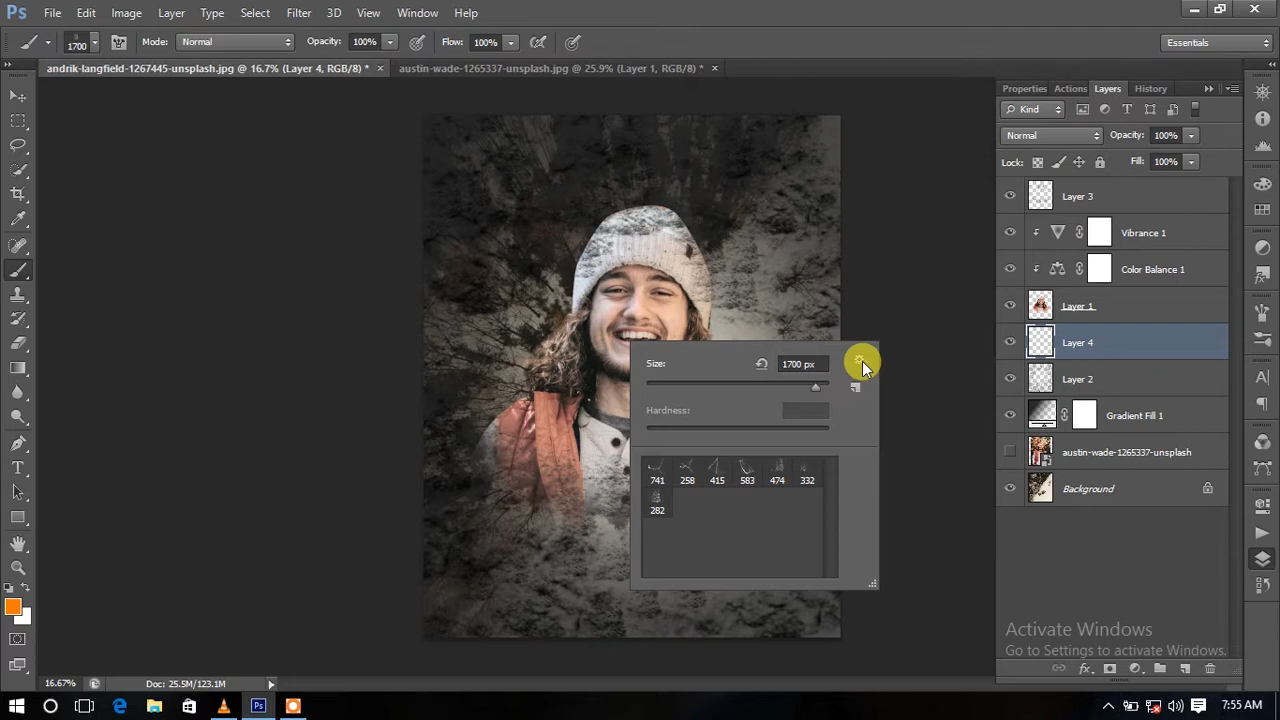 Ps File Edit Image Layer Type Select Filter 3D View Window Help
1700 Mode: Normal Opacity: 100% Flow: 100% Essentials
andrik-langfield-1267445-unsplash.jpg @ 16.7% (Layer 4, RGB/8) * × austin-wade-1265337-unsplash.jpg @ 25.9% (Layer 1, RGB/8) * ×
Properties Actions Layers History
Kind
Normal Opacity: 100%
Lock: Fill: 100%
Layer 3
Vibrance 1
Color Balance 1
Layer 1
Layer 4
Layer 2
Gradient Fill 1
austin-wade-1265337-unsplash
Background
Size: 1700 px
Hardness:
741 258 415 583 474 332
282
Activate Windows
Go to Settings to activate Windows.
16.67% Doc: 25.5M/123.1M
7:55 AM